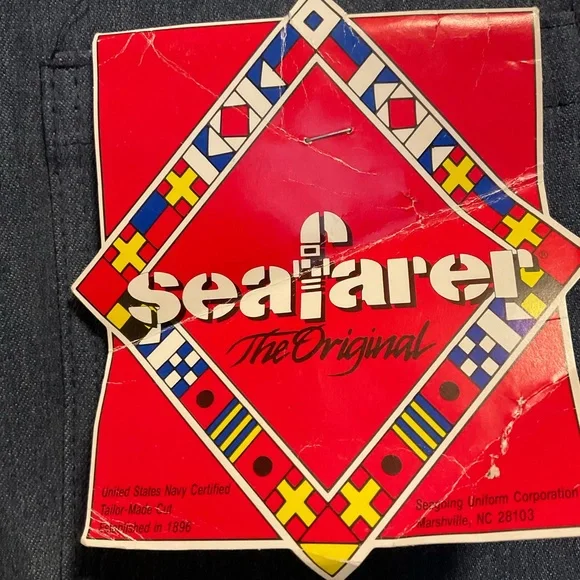 seafarer
The Original
United States Navy Certified
Tailor-Made Cut
Established in 1896
Seagoing Uniform Corporation
Marshville, NC 28103